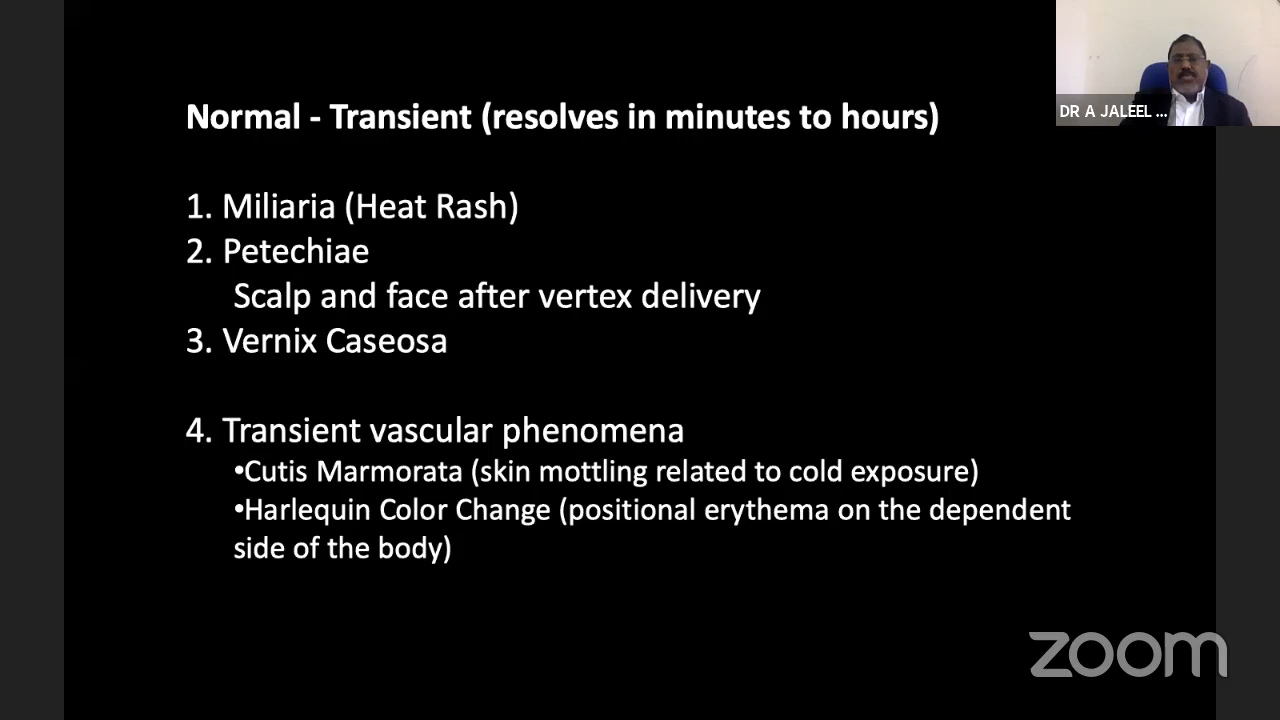 DR A JALEEL ...
Normal - Transient (resolves in minutes to hours)
1. Miliaria (Heat Rash)
2. Petechiae
Scalp and face after vertex delivery
3. Vernix Caseosa
4. Transient vascular phenomena
•Cutis Marmorata (skin mottling related to cold exposure)
•Harlequin Color Change (positional erythema on the dependent
side of the body)
zoom